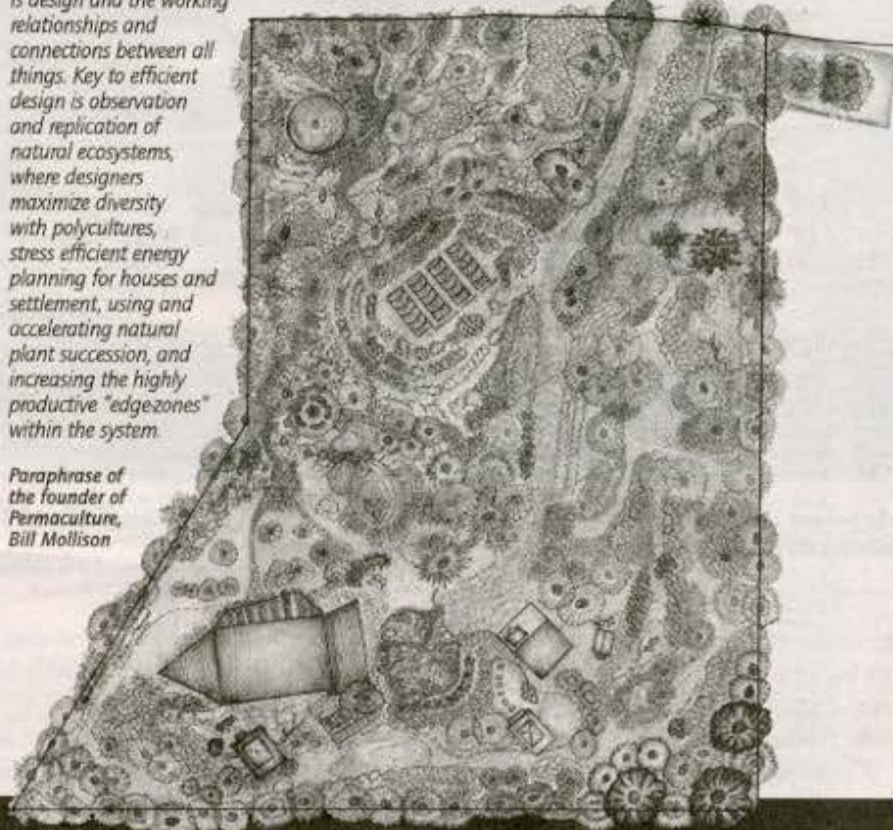 is design and the working
relationships and
connections between all
things. Key to efficient
design is observation
and replication of
natural ecosystems,
where designers
maximize diversity
with polycultures,
stress efficient energy
planning for houses and
settlement, using and
accelerating natural
plant succession, and
increasing the highly
productive "edge-zones"
within the system.
Paraphrase of
the founder of
Permaculture,
Bill Mollison